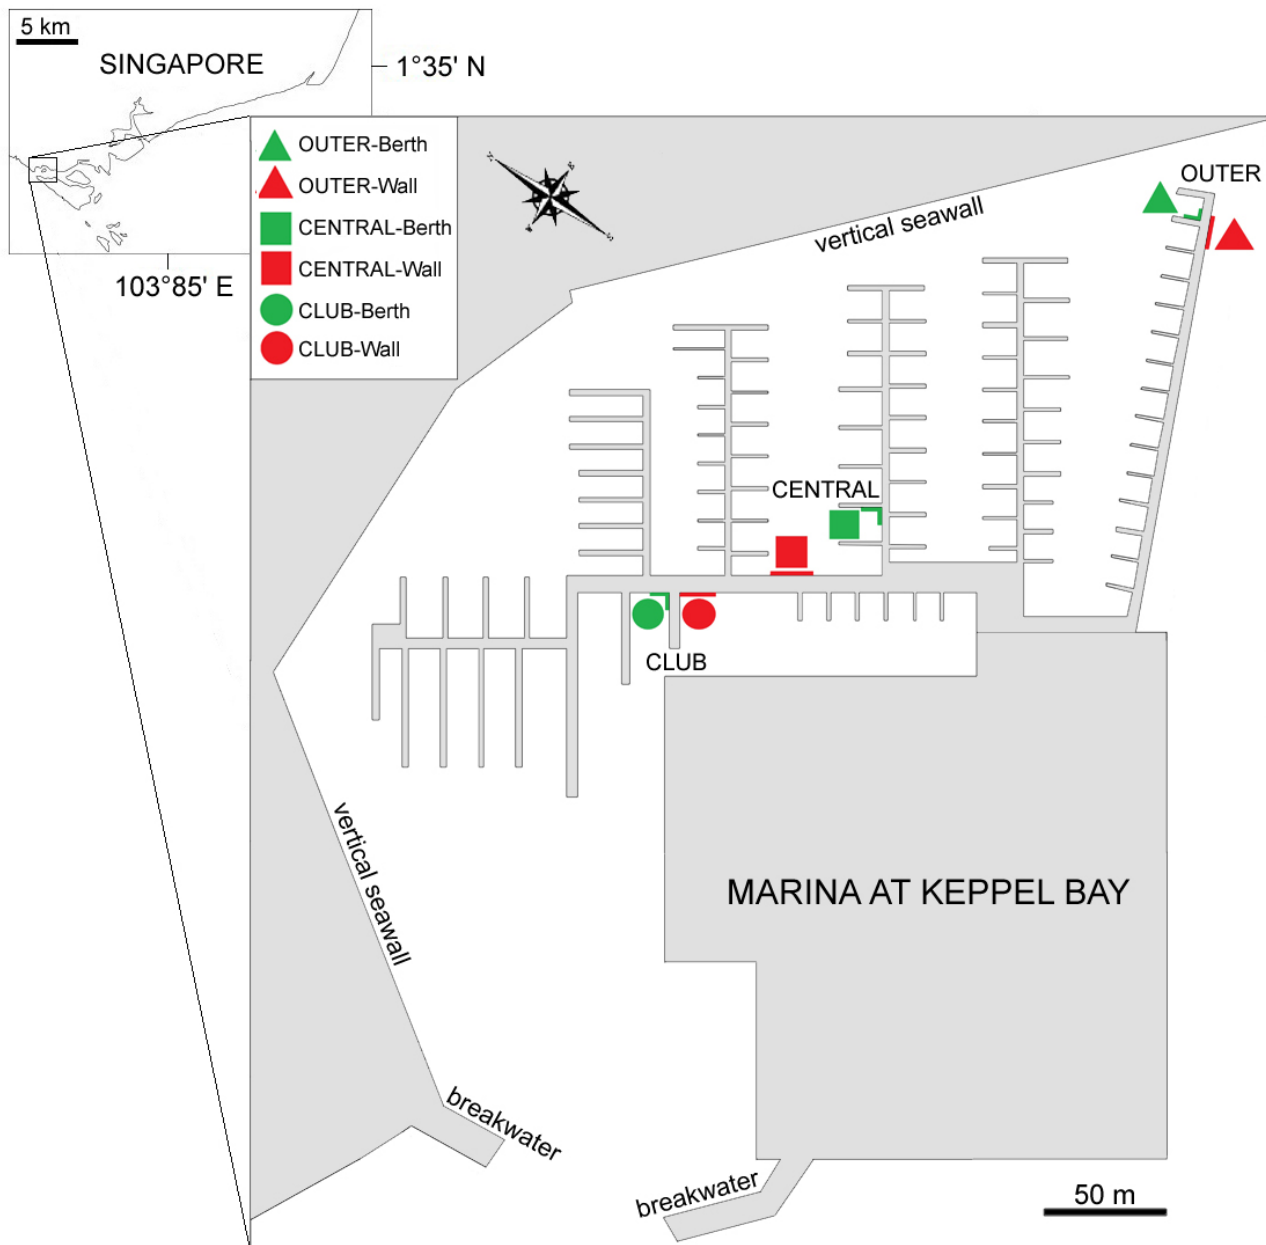 5 km
SINGAPORE
1°35' N
103°85' E
OUTER-Berth
OUTER-Wall
CENTRAL-Berth
CENTRAL-Wall
CLUB-Berth
CLUB-Wall
N
E
W
S
OUTER
vertical seawall
CENTRAL
CLUB
vertical seawall
MARINA AT KEPPEL BAY
breakwater
breakwater
50 m